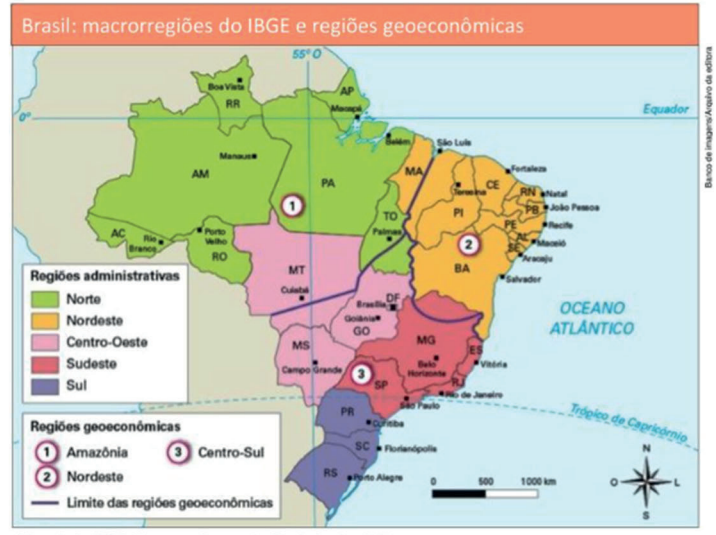 Brasil: macrorregiões do IBGE e regiões geoeconômicas
Banco de imagens/Arquivo da editora
55° O
Boa Vista
RR
AP
Macapá
Equador
0°
Belém
São Luís
Manaus
AM
PA
MA
Fortaleza
Teresina
CE
RN
Natal
PB
João Pessoa
PI
PE
Recife
AL
Maceió
SE
Aracaju
1
TO
Palmas
2
BA
Salvador
AC
Rio
Branco
Porto
Velho
RO
MT
Cuiabá
Brasília
DF
Goiânia
GO
OCEANO
ATLÂNTICO
MS
Campo Grande
MG
Belo
Horizonte
ES
Vitória
3
SP
RJ
Rio de Janeiro
São Paulo
PR
Curitiba
Trópico de Capricórnio
SC
Florianópolis
RS
Porto Alegre
Regiões administrativas
Norte
Nordeste
Centro-Oeste
Sudeste
Sul
Regiões geoeconômicas
1 Amazônia
3 Centro-Sul
2 Nordeste
Limite das regiões geoeconômicas
0 500 1000 km
N
O L
S